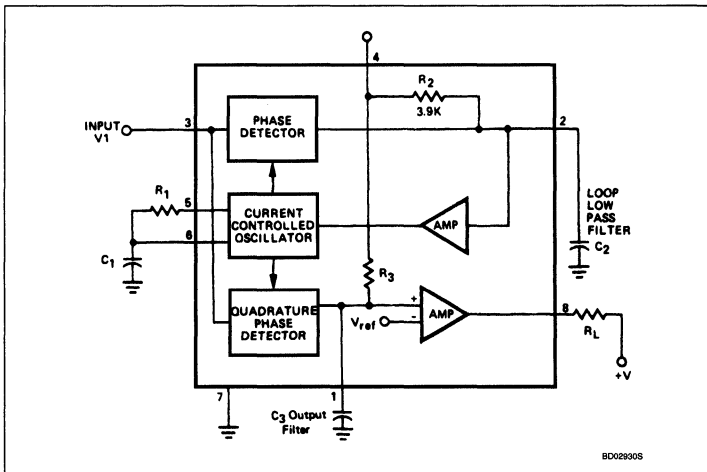 4
R2
3.9K
INPUT
V1
3
PHASE
DETECTOR
2
R1
5
6
CURRENT
CONTROLLED
OSCILLATOR
AMP
LOOP
LOW
PASS
FILTER
C2
C1
R3
QUADRATURE
PHASE
DETECTOR
+
-
Vref
AMP
8
RL
+V
7
1
C3 Output
Filter
BD02930S